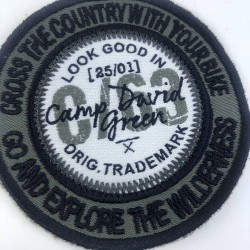 CROSS THE COUNTRY WITH YOUR BIKE
LOOK GOOD IN
[25/01]
Camp David
Green
ORIG. TRADEMARK
GO AND EXPLORE THE WILDERNESS